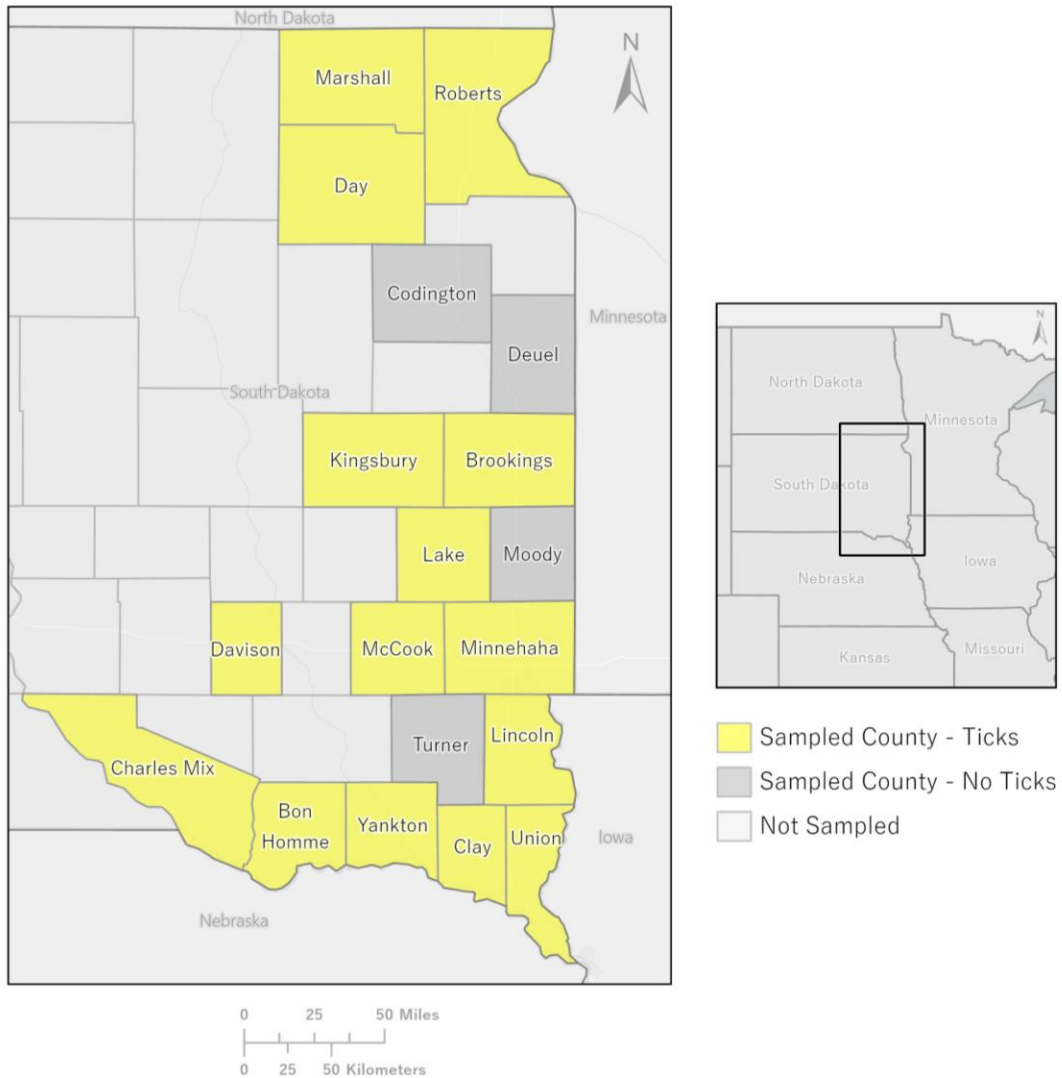 North Dakota
N
Marshall
Roberts
Day
Codington
Minnesota
Deuel
South Dakota
Kingsbury
Brookings
Lake
Moody
Davison
McCook
Minnehaha
Lincoln
Turner
Charles Mix
Bon
Homme
Yankton
Clay
Union
Iowa
Nebraska
0 25 50 Miles
0 25 50 Kilometers
N
North Dakota
Minnesota
South Dakota
Iowa
Nebraska
Missouri
Kansas
Sampled County - Ticks
Sampled County - No Ticks
Not Sampled